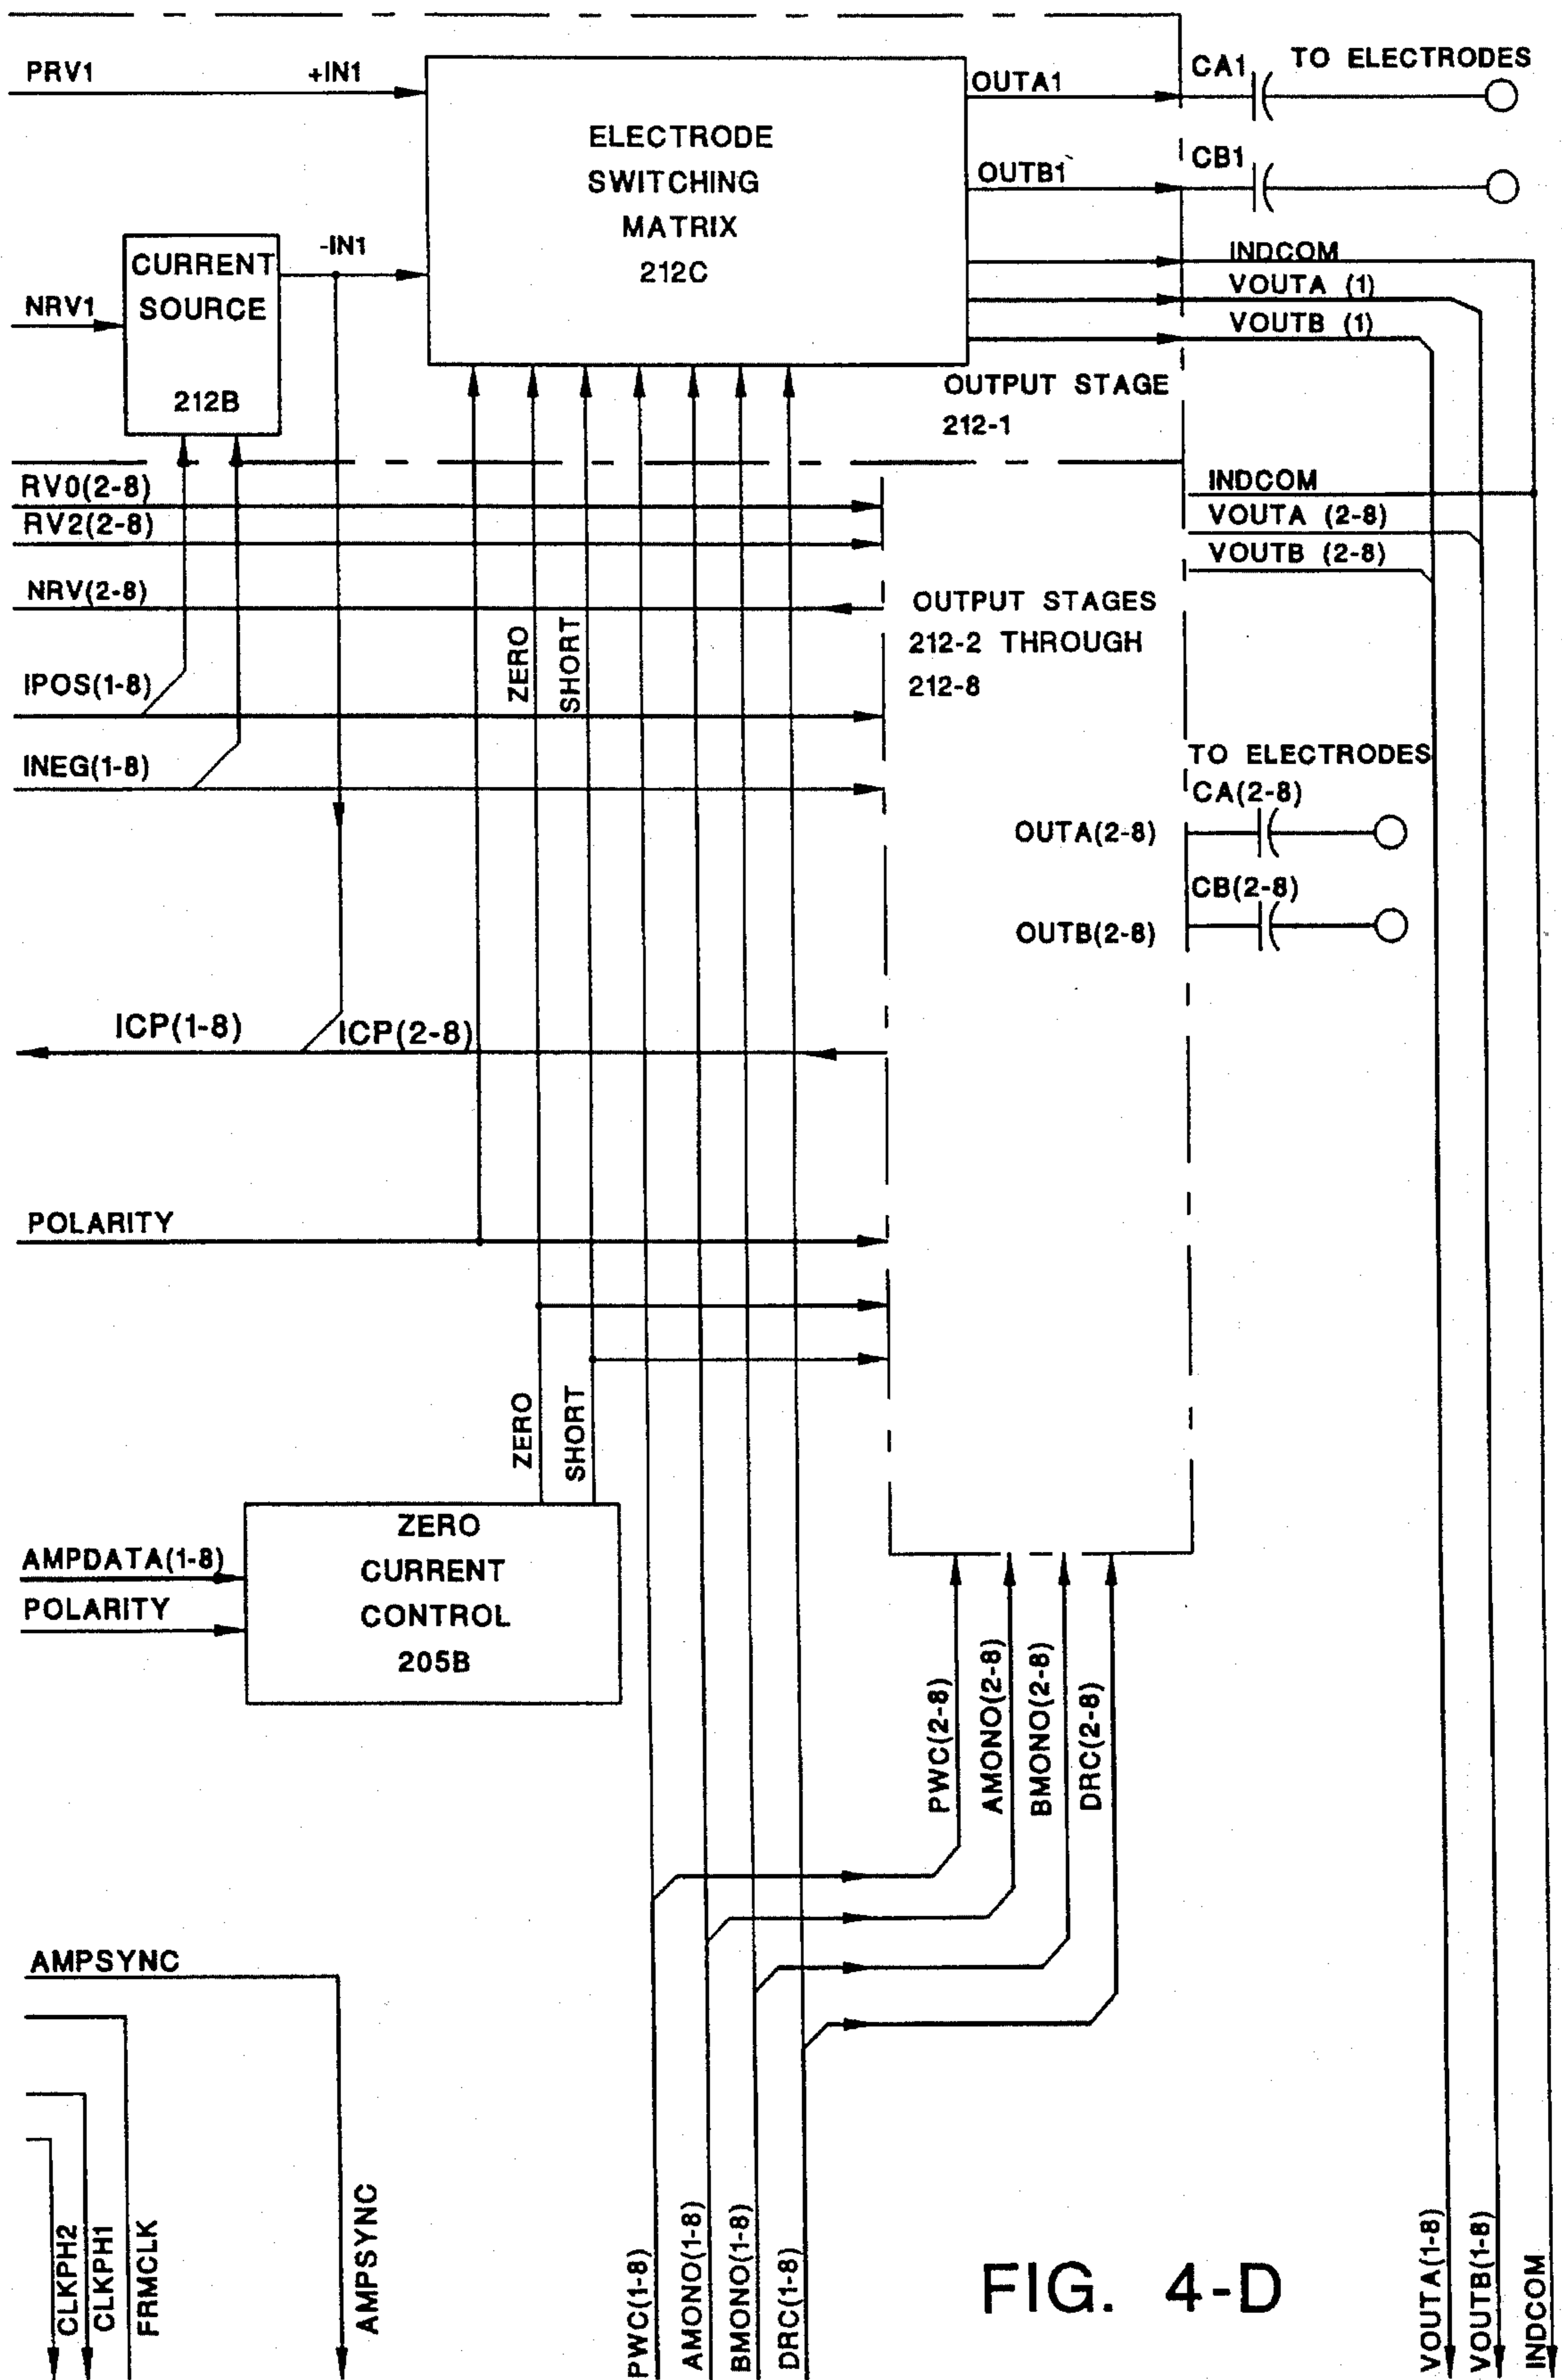 PRV1
+IN1
ELECTRODE
SWITCHING
MATRIX
212C
OUTA1
CA1
TO ELECTRODES
OUTB1
CB1
CURRENT
SOURCE
212B
-IN1
NRV1
INDCOM
VOUTA (1)
VOUTB (1)
OUTPUT STAGE
212-1
RV0(2-8)
RV2(2-8)
NRV(2-8)
IPOS(1-8)
INEG(1-8)
ZERO
SHORT
INDCOM
VOUTA (2-8)
VOUTB (2-8)
OUTPUT STAGES
212-2 THROUGH
212-8
TO ELECTRODES
CA(2-8)
OUTA(2-8)
CB(2-8)
OUTB(2-8)
ICP(1-8)
ICP(2-8)
POLARITY
ZERO
SHORT
ZERO
CURRENT
CONTROL
205B
AMPDATA(1-8)
POLARITY
PWC(2-8)
AMONO(2-8)
BMONO(2-8)
DRC(2-8)
AMPSYNC
CLKPH2
CLKPH1
FRMCLK
AMPSYNC
PWC(1-8)
AMONO(1-8)
BMONO(1-8)
DRC(1-8)
FIG. 4-D
VOUTA(1-8)
VOUTB(1-8)
INDCOM